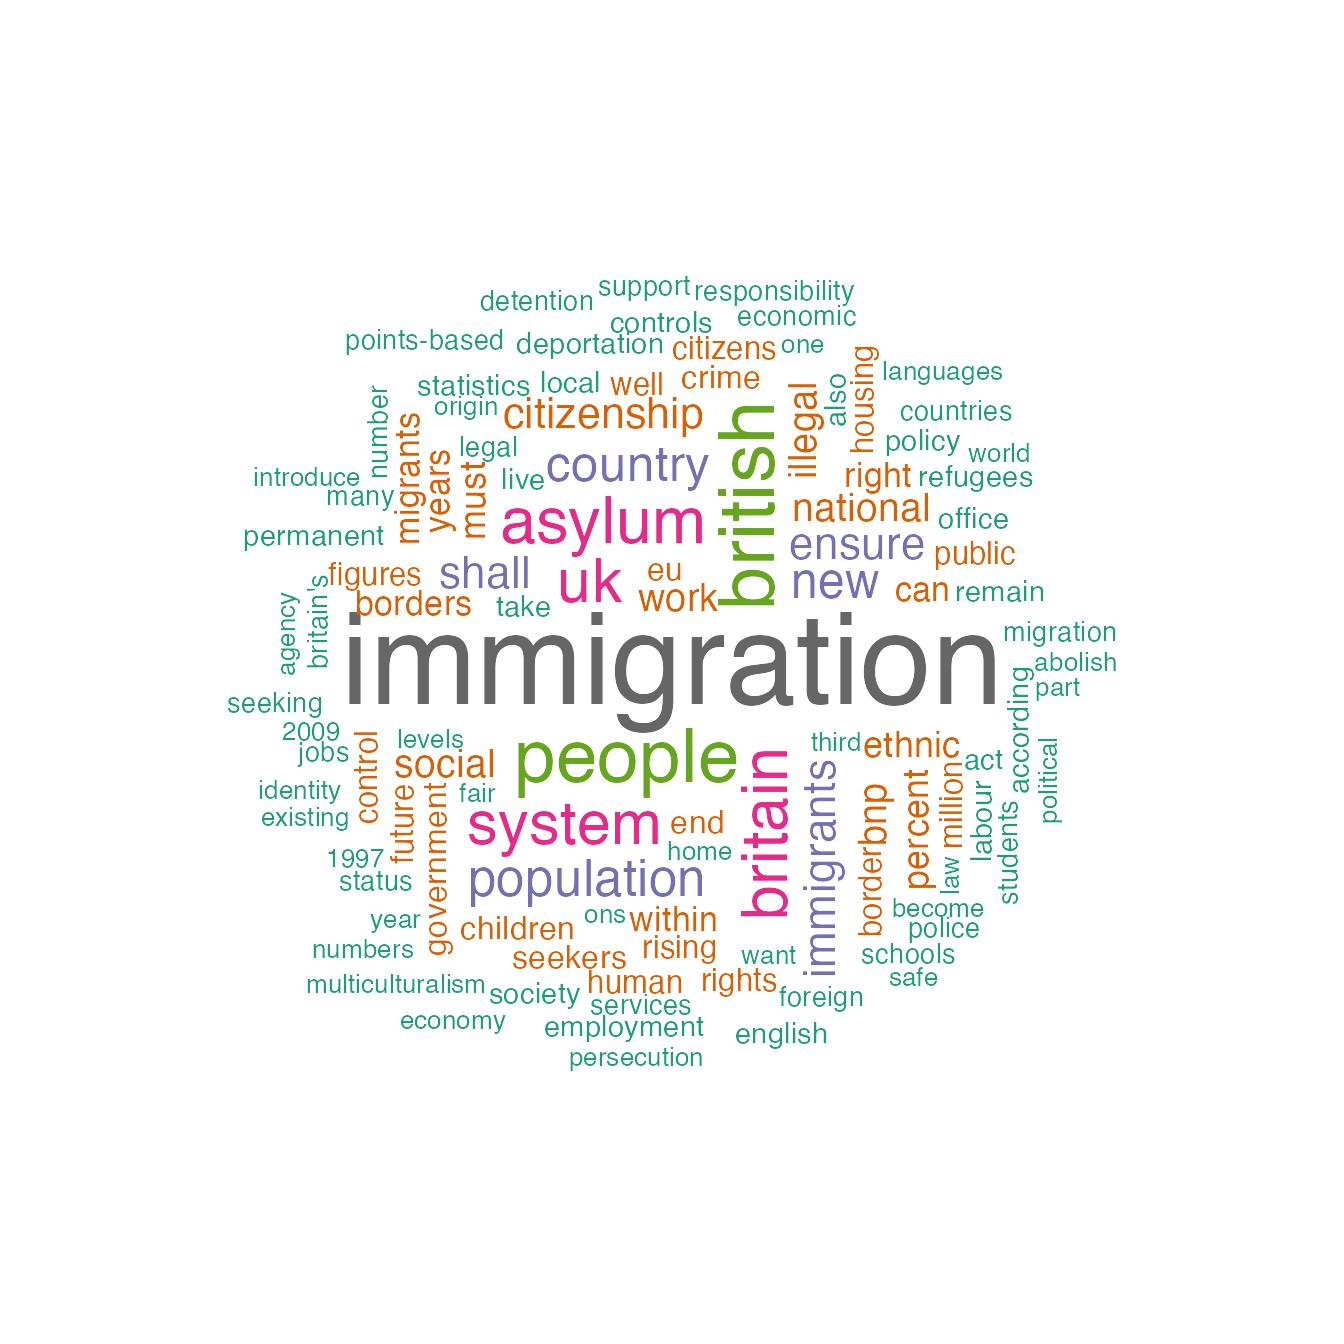 support
detention
responsibility
controls
economic
points-based
deportation
citizens
one
languages
statistics
local
well
crime
housing
also
illegal
number
origin
citizenship
british
countries
migrants
years
must
legal
country
right
policy
world
introduce
many
live
refugees
asylum
national
office
permanent
ensure
public
figures
shall
uk
eu
new
can
remain
borders
take
work
agency
britain's
immigration
migration
abolish
part
according
seeking
2009
jobs
control
levels
social
people
britain
third
ethnic
act
political
identity
existing
future
government
fair
system
end
immigrants
bnp
border
percent
million
labour
students
home
1997
status
population
law
year
children
ons
within
become
police
numbers
seekers
rising
want
schools
safe
multiculturalism
society
human
rights
foreign
services
economy
employment
english
persecution